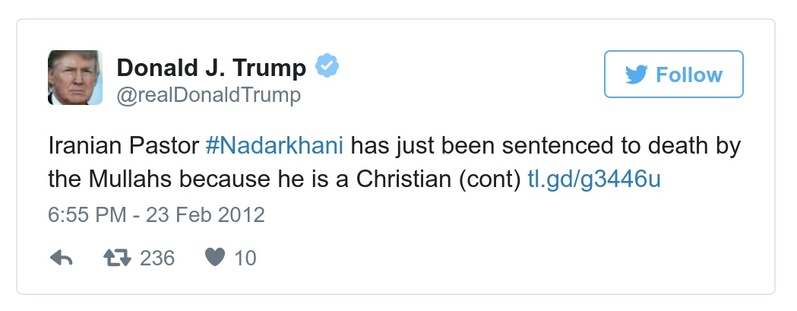 Donald J. Trump
@realDonaldTrump
Follow
Iranian Pastor #Nadarkhani has just been sentenced to death by
the Mullahs because he is a Christian (cont) tl.gd/g3446u
6:55 PM - 23 Feb 2012
236 10